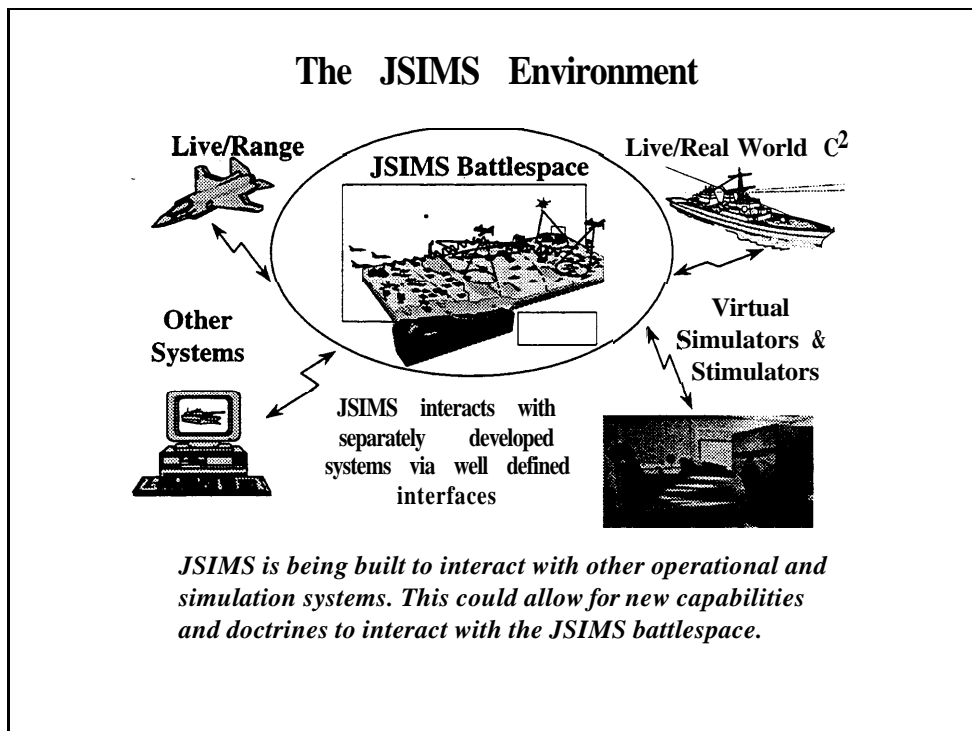 The JSIMS Environment
Live/Range
JSIMS Battlespace
Live/Real World C²
Other
Systems
Virtual
Simulators &
Stimulators
JSIMS interacts with
separately developed
systems via well defined
interfaces
JSIMS is being built to interact with other operational and
simulation systems. This could allow for new capabilities
and doctrines to interact with the JSIMS battlespace.